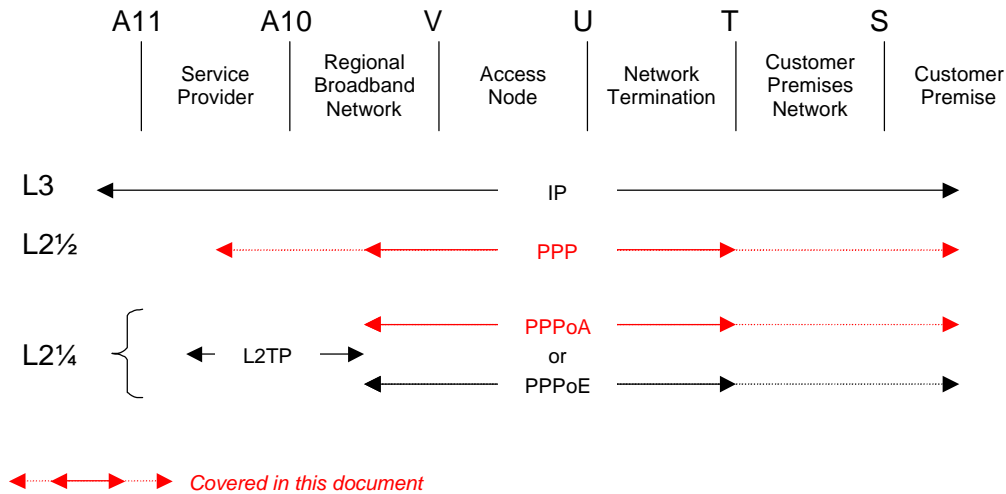 A11 A10 V U T S
Service
Provider
Regional
Broadband
Network
Access
Node
Network
Termination
Customer
Premises
Network
Customer
Premise
L3
IP
L2½
PPP
L2¼
PPPoA
L2TP
or
PPPoE
Covered in this document